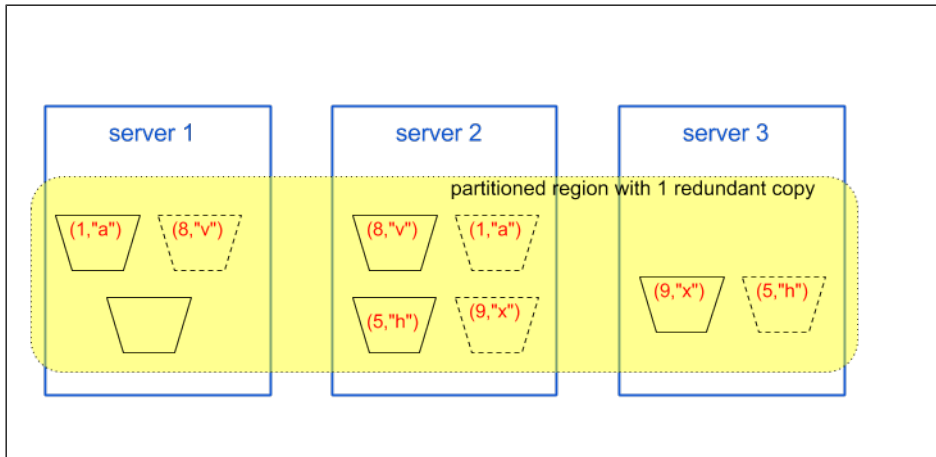 server 1
server 2
server 3
partitioned region with 1 redundant copy
(1,"a")
(8,"v")
(8,"v")
(1,"a")
(5,"h")
(9,"x")
(9,"x")
(5,"h")